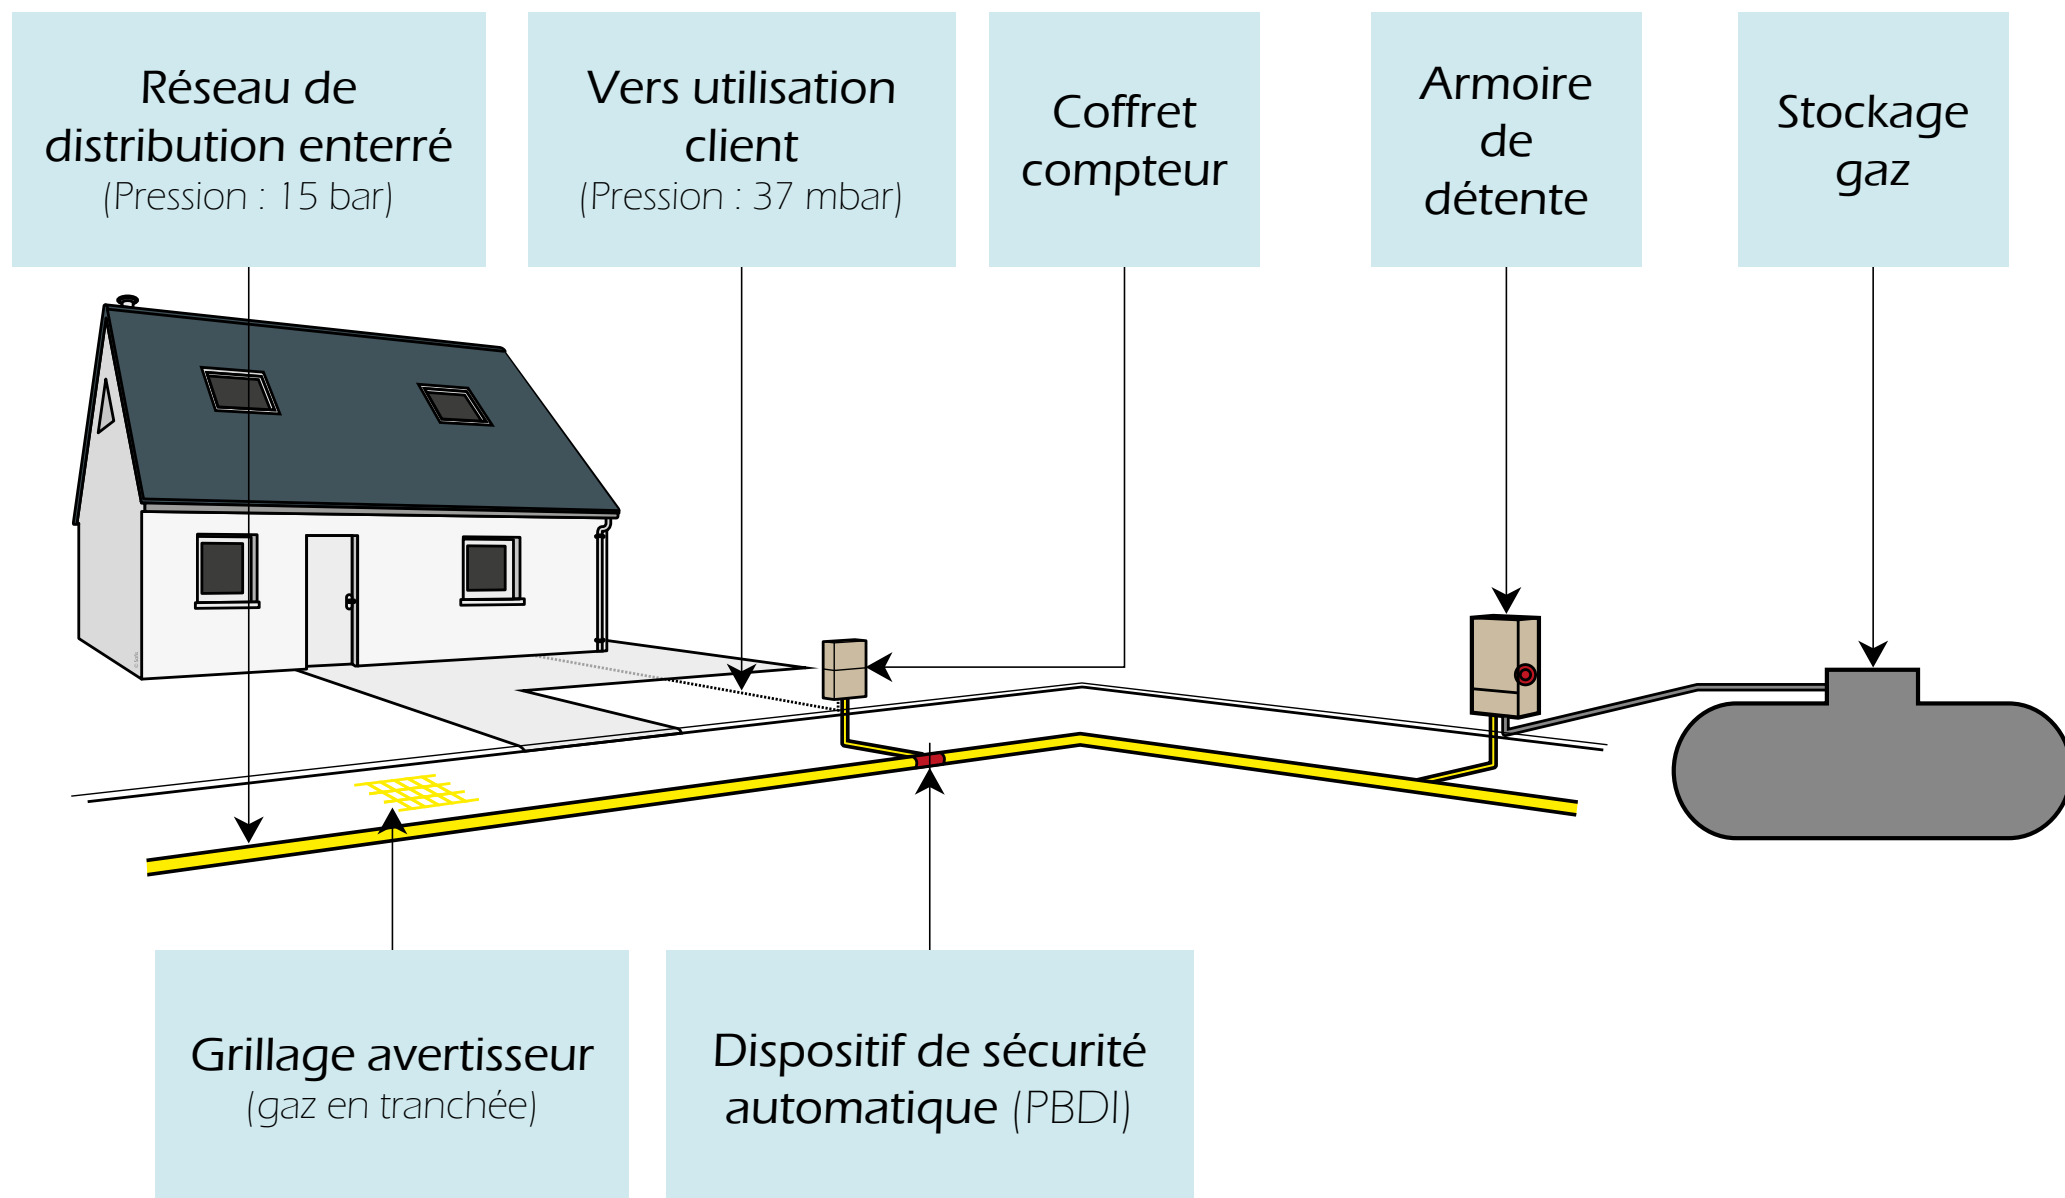 Réseau de
distribution enterré
(Pression : 15 bar)
Vers utilisation
client
(Pression : 37 mbar)
Coffret
compteur
Armoire
de
détente
Stockage
gaz
Grillage avertisseur
(gaz en tranchée)
Dispositif de sécurité
automatique (PBDI)